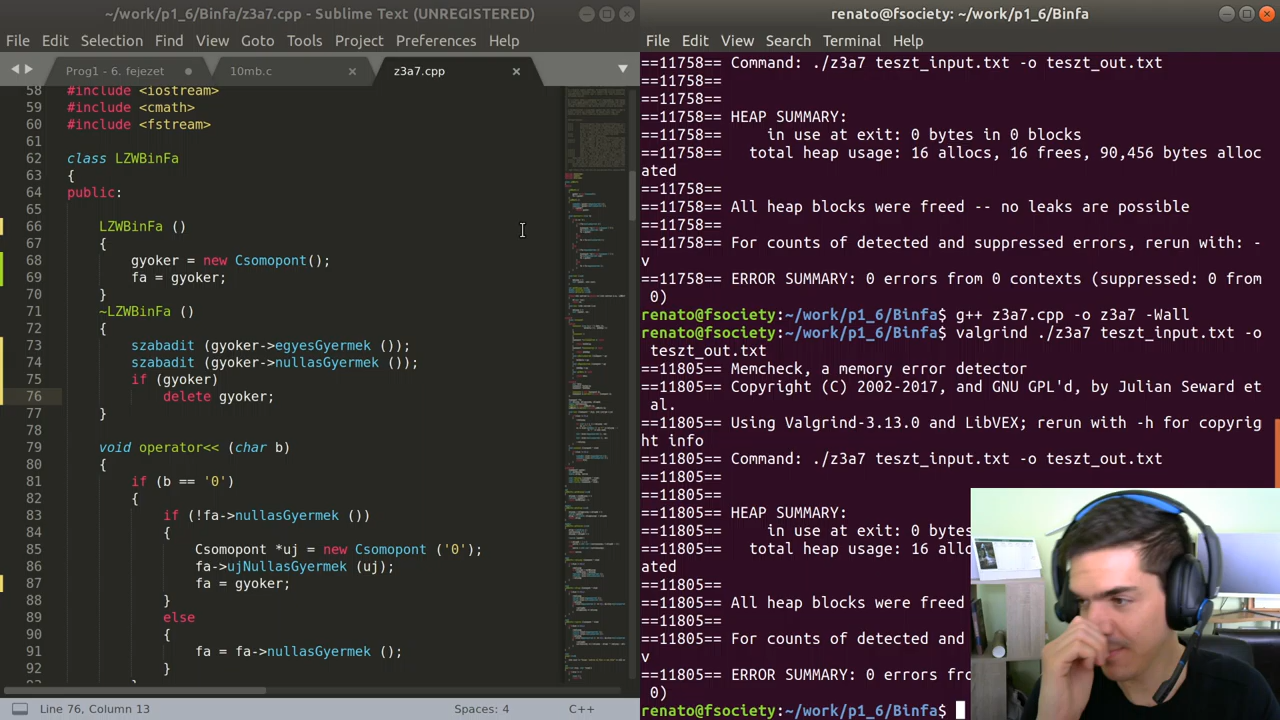 ~/work/p1_6/Binfa/z3a7.cpp - Sublime Text (UNREGISTERED)
File Edit Selection Find View Goto Tools Project Preferences Help
Prog1 - 6. fejezet
10mb.c
z3a7.cpp
58 #include <iostream>
59 #include <cmath>
60 #include <fstream>
61
62 class LZWBinFa
63 {
64 public:
65
66 LZWBinFa ()
67 {
68 gyoker = new Csomopont();
69 fa = gyoker;
70 }
71 ~LZWBinFa ()
72 {
73 szabadit (gyoker->egyesGyermek ());
74 szabadit (gyoker->nullasGyermek ());
75 if (gyoker)
76 delete gyoker;
77 }
78
79 void operator<< (char b)
80 {
81 if (b == '0')
82 {
83 if (!fa->nullasGyermek ())
84 {
85 Csomopont *uj = new Csomopont ('0');
86 fa->ujNullasGyermek (uj);
87 fa = gyoker;
88 }
89 else
90 {
91 fa = fa->nullasGyermek ();
92 }
Line 76, Column 13
Spaces: 4
C++
renato@fsociety: ~/work/p1_6/Binfa
File Edit View Search Terminal Help
==11758== Command: ./z3a7 teszt_input.txt -o teszt_out.txt
==11758==
==11758==
==11758== HEAP SUMMARY:
==11758== in use at exit: 0 bytes in 0 blocks
==11758== total heap usage: 16 allocs, 16 frees, 90,456 bytes alloc
ated
==11758==
==11758== All heap blocks were freed -- no leaks are possible
==11758==
==11758== For counts of detected and suppressed errors, rerun with: -
v
==11758== ERROR SUMMARY: 0 errors from 0 contexts (suppressed: 0 from
0)
renato@fsociety:~/work/p1_6/Binfa$ g++ z3a7.cpp -o z3a7 -Wall
renato@fsociety:~/work/p1_6/Binfa$ valgrind ./z3a7 teszt_input.txt -o
teszt_out.txt
==11805== Memcheck, a memory error detector
==11805== Copyright (C) 2002-2017, and GNU GPL'd, by Julian Seward et
al.
==11805== Using Valgrind-3.13.0 and LibVEX; rerun with -h for copyrig
ht info
==11805== Command: ./z3a7 teszt_input.txt -o teszt_out.txt
==11805==
==11805==
==11805== HEAP SUMMARY:
==11805== in use at exit: 0 bytes
==11805== total heap usage: 16 allo
ated
==11805==
==11805== All heap blocks were freed
==11805==
==11805== For counts of detected and
v
==11805== ERROR SUMMARY: 0 errors fro
0)
renato@fsociety:~/work/p1_6/Binfa$